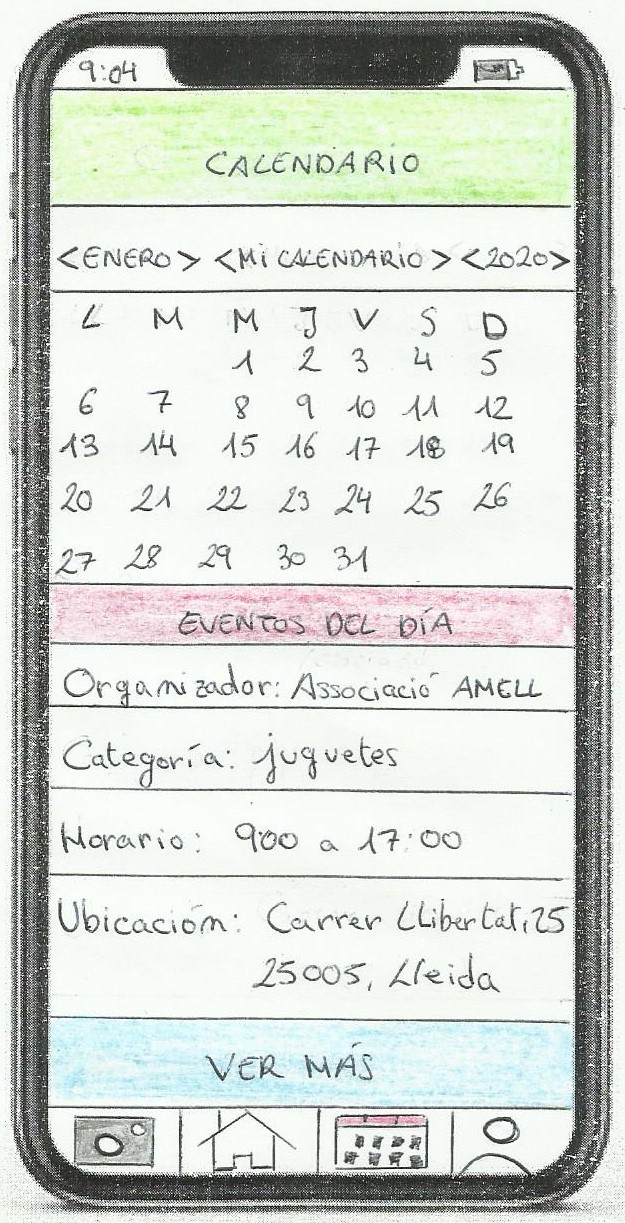 9:04
CALENDARIO
<ENERO> <Mi CALENDARIO> <2020>
L M M J V S D
1 2 3 4 5
6 7 8 9 10 11 12
13 14 15 16 17 18 19
20 21 22 23 24 25 26
27 28 29 30 31
EVENTOS DEL DÍA
Organizador: Associació AMELL
Categoría: juguetes
Horario: 9:00 a 17:00
Ubicación: Carrer LLibertat, 25
25005, Lleida
VER MÁS